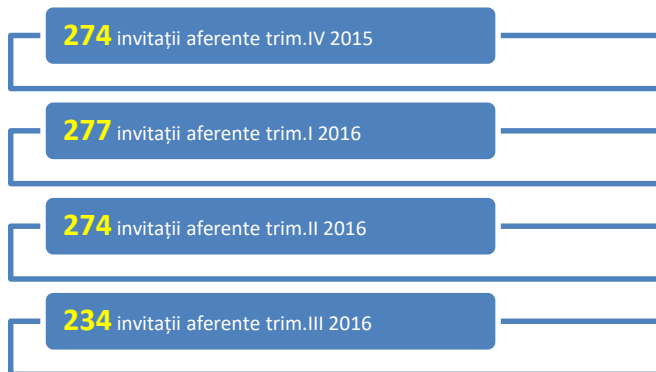 274 invitații aferente trim.IV 2015
277 invitații aferente trim.I 2016
274 invitații aferente trim.II 2016
234 invitații aferente trim.III 2016